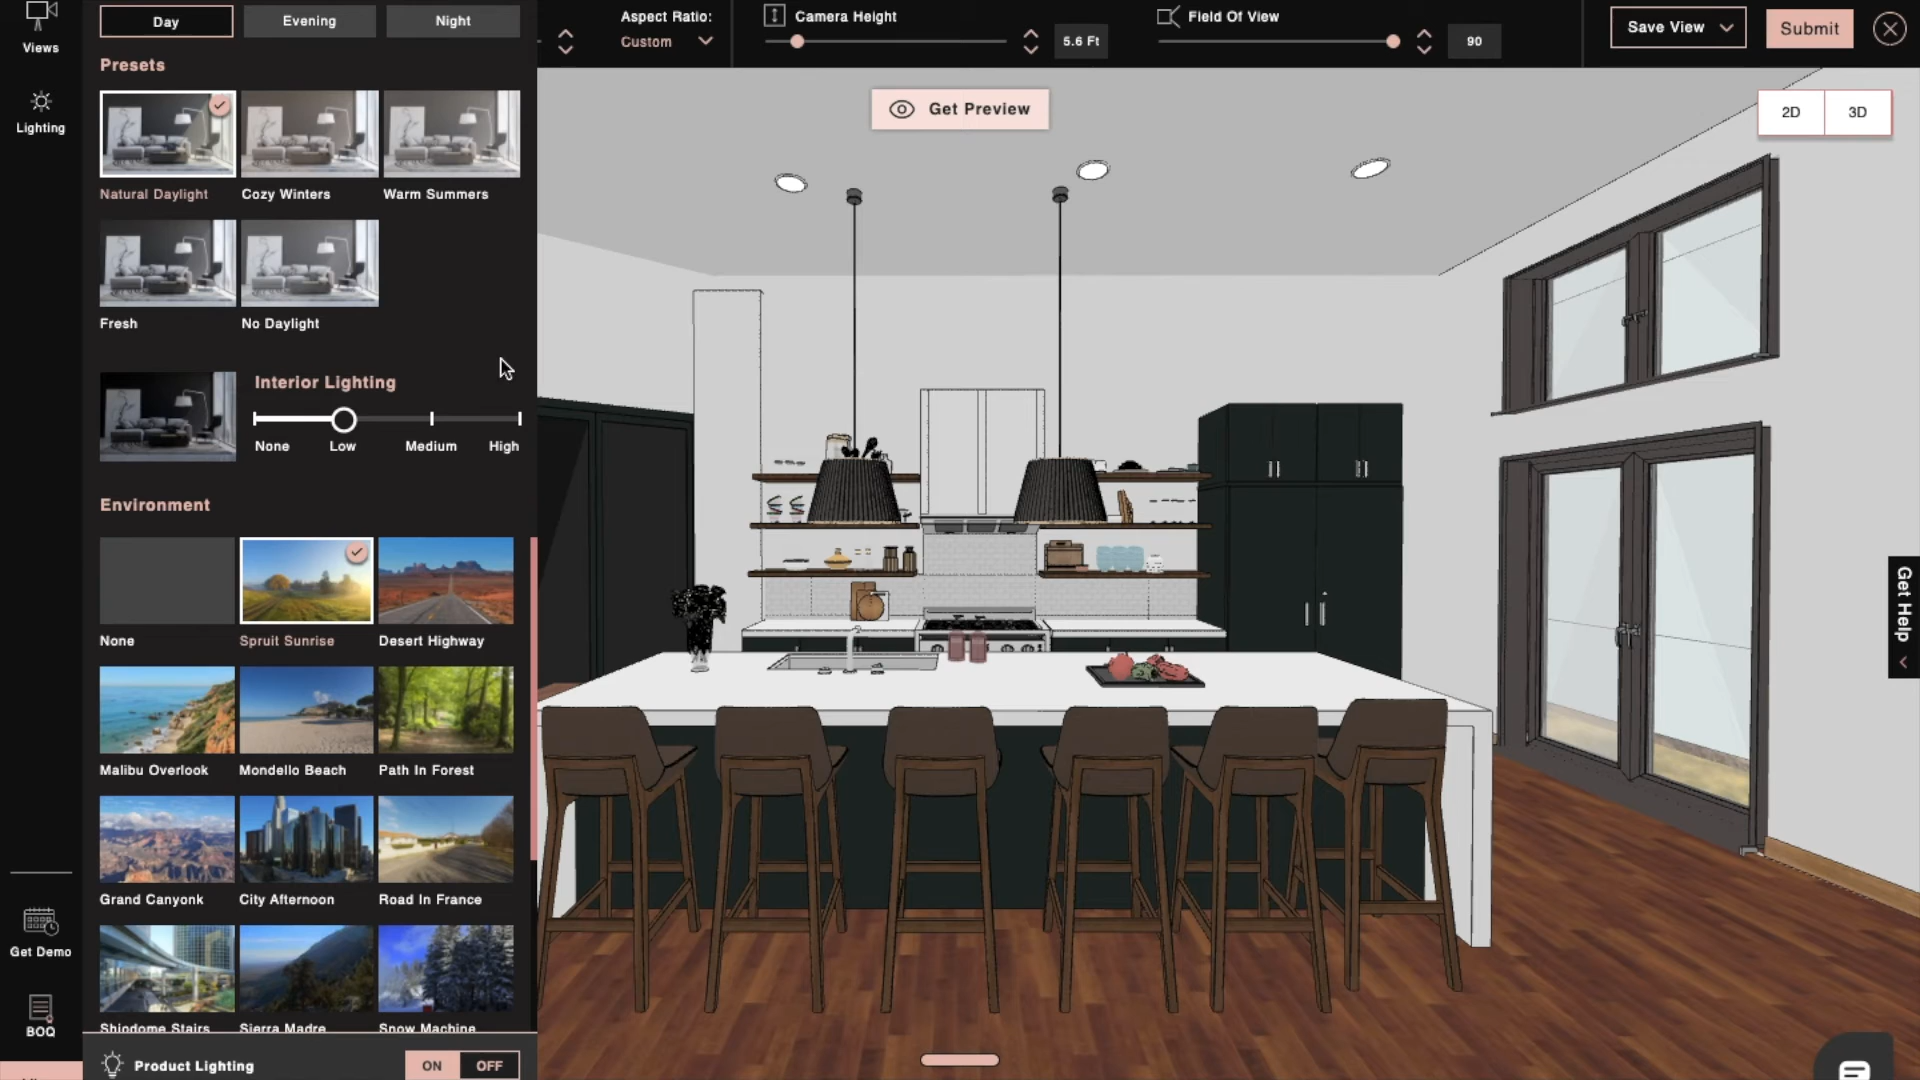 Views
Lighting
Get Demo
BOQ
Day
Evening
Night
Presets
Natural Daylight
Cozy Winters
Warm Summers
Fresh
No Daylight
Interior Lighting
None
Low
Medium
High
Environment
None
Spruit Sunrise
Desert Highway
Malibu Overlook
Mondello Beach
Path In Forest
Grand Canyonk
City Afternoon
Road In France
Shiodome Stairs
Sierra Madre
Snow Machine
Product Lighting
ON
OFF
Aspect Ratio:
Custom
Camera Height
5.6 Ft
Field Of View
90
Save View
Submit
Get Preview
2D
3D
Get Help